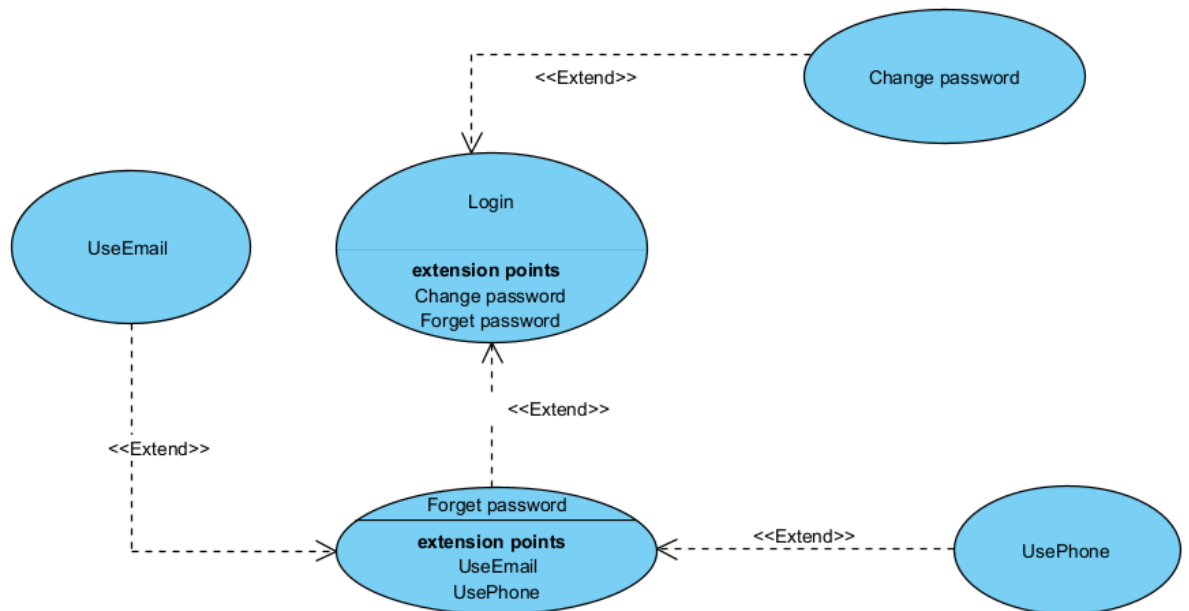 <<Extend>>
Change password
Login
extension points
Change password
Forget password
UseEmail
<<Extend>>
<<Extend>>
Forget password
extension points
UseEmail
UsePhone
<<Extend>>
UsePhone